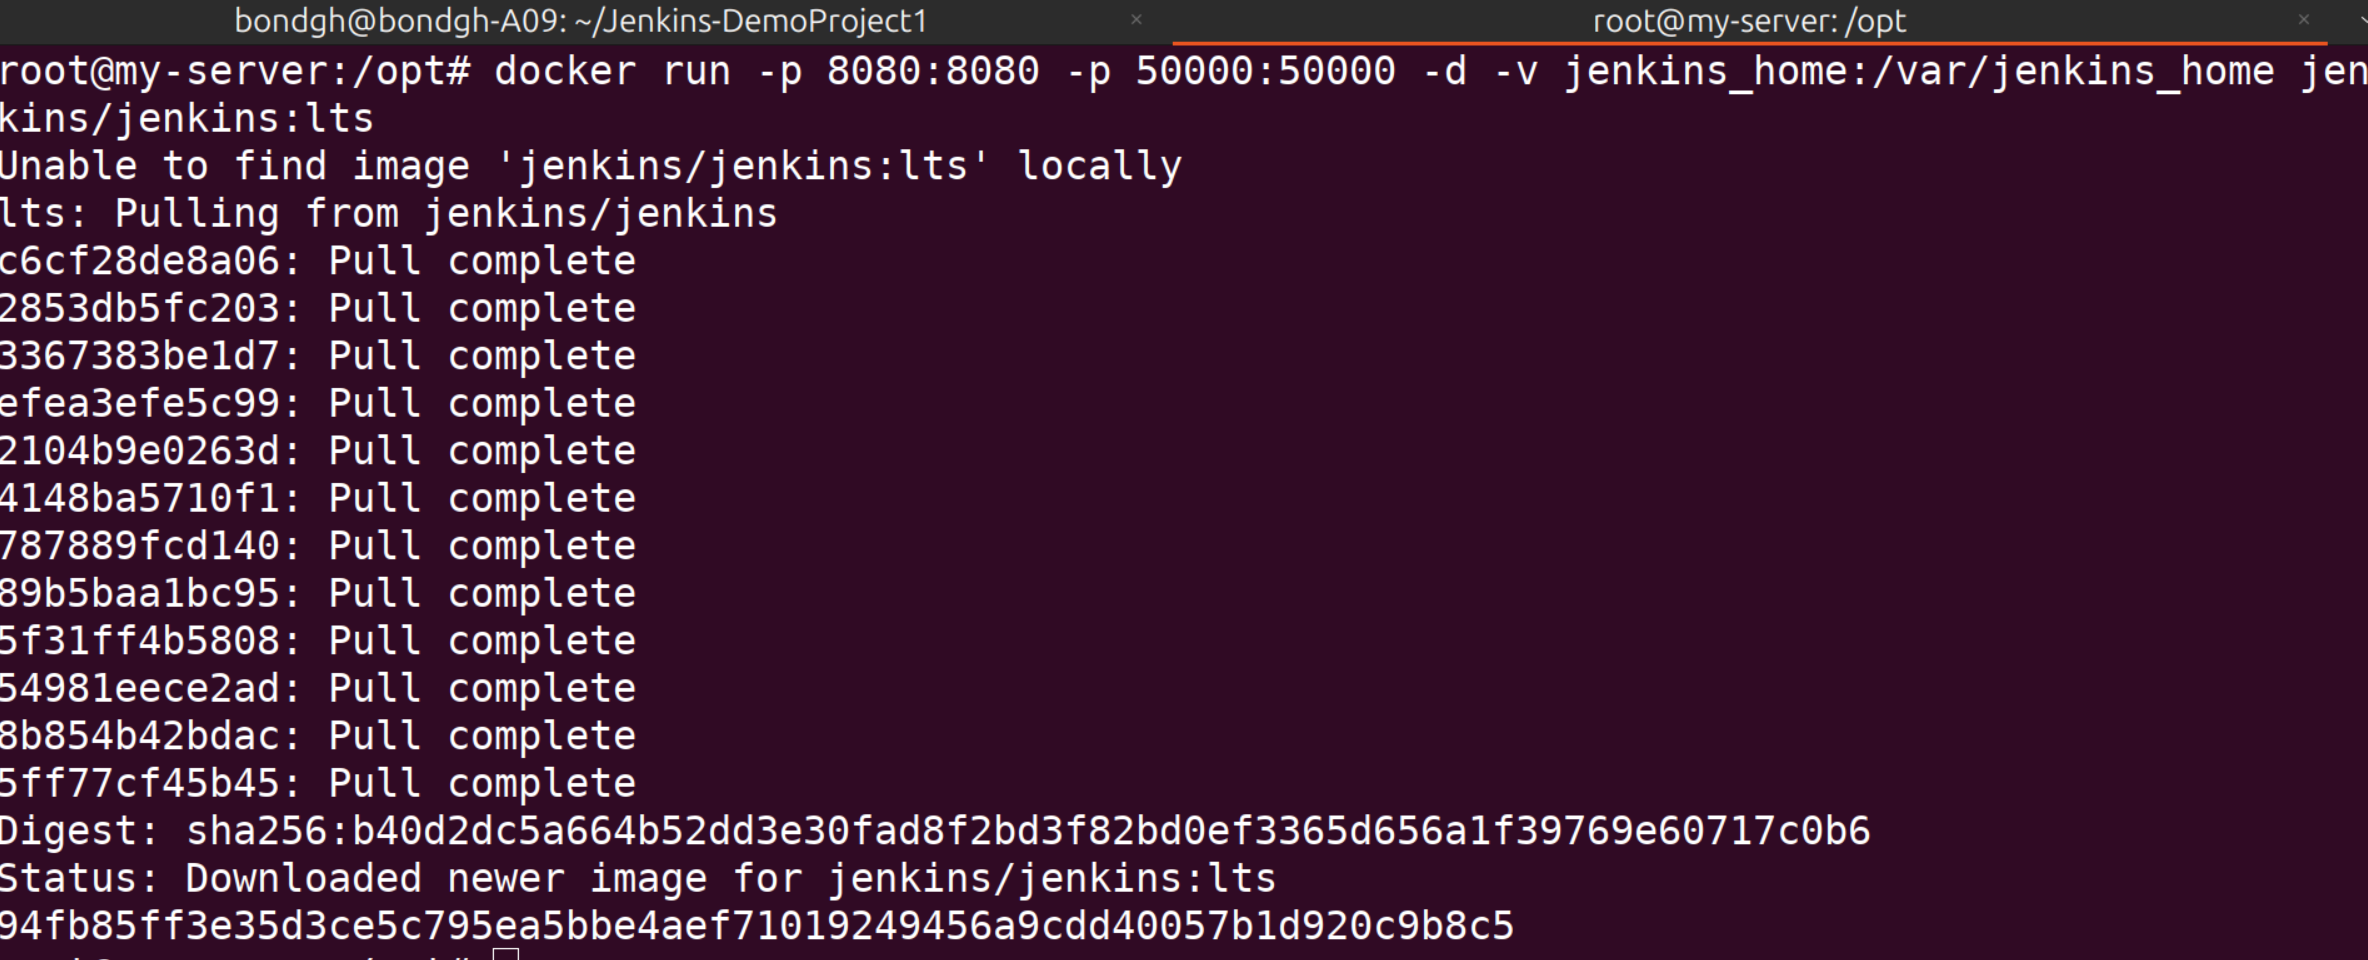 bondgh@bondgh-A09: ~/Jenkins-DemoProject1 × root@my-server: /opt ×
root@my-server:/opt# docker run -p 8080:8080 -p 50000:50000 -d -v jenkins_home:/var/jenkins_home jen
kins/jenkins:lts
Unable to find image 'jenkins/jenkins:lts' locally
lts: Pulling from jenkins/jenkins
c6cf28de8a06: Pull complete
2853db5fc203: Pull complete
3367383be1d7: Pull complete
efea3efe5c99: Pull complete
2104b9e0263d: Pull complete
4148ba5710f1: Pull complete
787889fcd140: Pull complete
89b5baa1bc95: Pull complete
5f31ff4b5808: Pull complete
54981eece2ad: Pull complete
8b854b42bdac: Pull complete
5ff77cf45b45: Pull complete
Digest: sha256:b40d2dc5a664b52dd3e30fad8f2bd3f82bd0ef3365d656a1f39769e60717c0b6
Status: Downloaded newer image for jenkins/jenkins:lts
94fb85ff3e35d3ce5c795ea5bbe4aef71019249456a9cdd40057b1d920c9b8c5